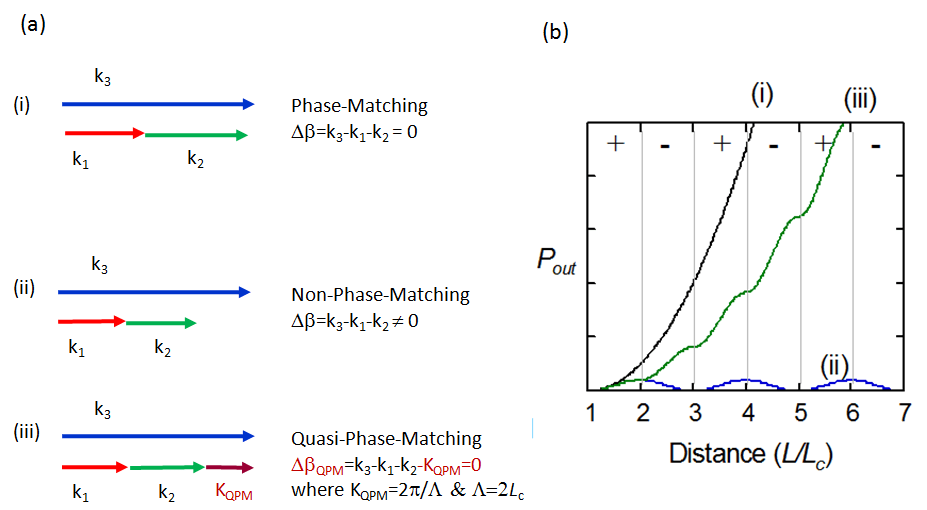 (a)
(i)
k3
k1
k2
Phase-Matching
Δβ=k3-k1-k2 = 0
(ii)
k3
k1
k2
Non-Phase-Matching
Δβ=k3-k1-k2 ≠ 0
(iii)
k3
k1
k2
KQPM
Quasi-Phase-Matching
ΔβQPM=k3-k1-k2-KQPM=0
where KQPM=2π/Λ & Λ=2Lc
(b)
(i)
(iii)
+ - + - + -
Pout
(ii)
1 2 3 4 5 6 7
Distance (L/Lc)